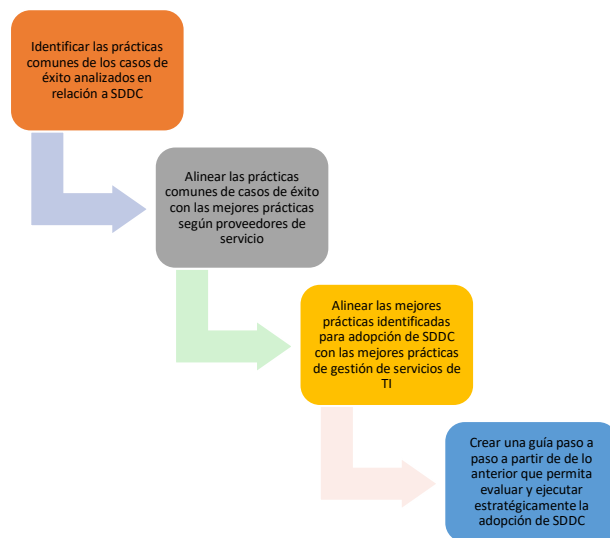 Identificar las prácticas
comunes de los casos de
éxito analizados en
relación a SDDC
Alinear las prácticas
comunes de casos de éxito
con las mejores prácticas
según proveedores de
servicio
Alinear las mejores
prácticas identificadas
para adopción de SDDC
con las mejores prácticas
de gestión de servicios de
TI
Crear una guía paso a
paso a partir de de lo
anterior que permita
evaluar y ejecutar
estratégicamente la
adopción de SDDC